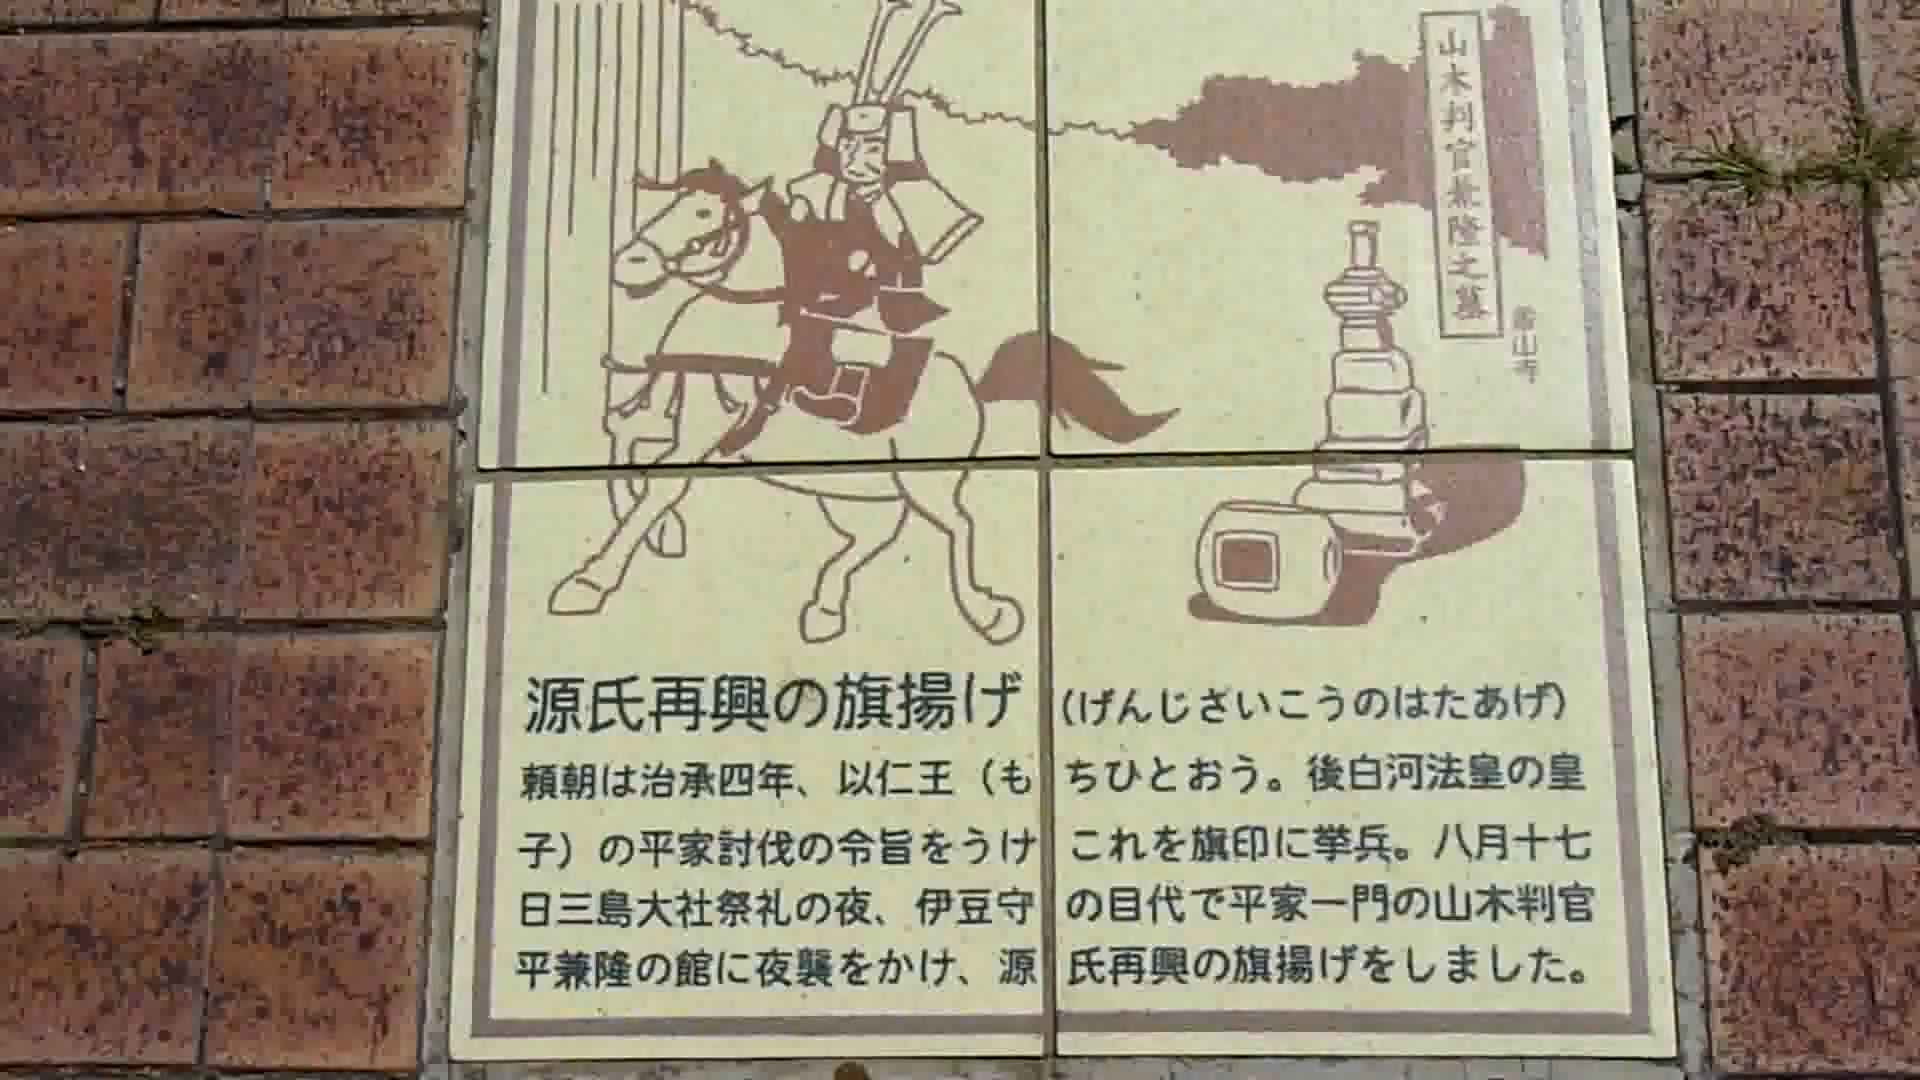 山木判官兼隆之墓
香山寺
源氏再興の旗揚げ（げんじさいこうのはたあげ）
頼朝は治承四年、以仁王（もちひとおう。後白河法皇の皇
子）の平家討伐の令旨をうけこれを旗印に挙兵。八月十七
日三島大社祭礼の夜、伊豆守の目代で平家一門の山木判官
平兼隆の館に夜襲をかけ、源氏再興の旗揚げをしました。